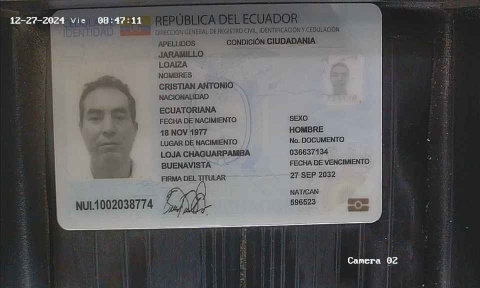 12-27-2024 Vie 08:47:11
IDENTIDAD
REPÚBLICA DEL ECUADOR
DIRECCIÓN GENERAL DE REGISTRO CIVIL, IDENTIFICACIÓN Y CEDULACIÓN
APELLIDOS CONDICIÓN CIUDADANIA
JARAMILLO
LOAIZA
NOMBRES
CRISTIAN ANTONIO
NACIONALIDAD
ECUATORIANA
FECHA DE NACIMIENTO
18 NOV 1977
LUGAR DE NACIMIENTO
LOJA CHAGUARPAMBA
BUENAVISTA
FIRMA DEL TITULAR
SEXO
HOMBRE
No. DOCUMENTO
036637134
FECHA DE VENCIMIENTO
27 SEP 2032
NAT/CAN
596523
NUI.1002038774
Camera 02